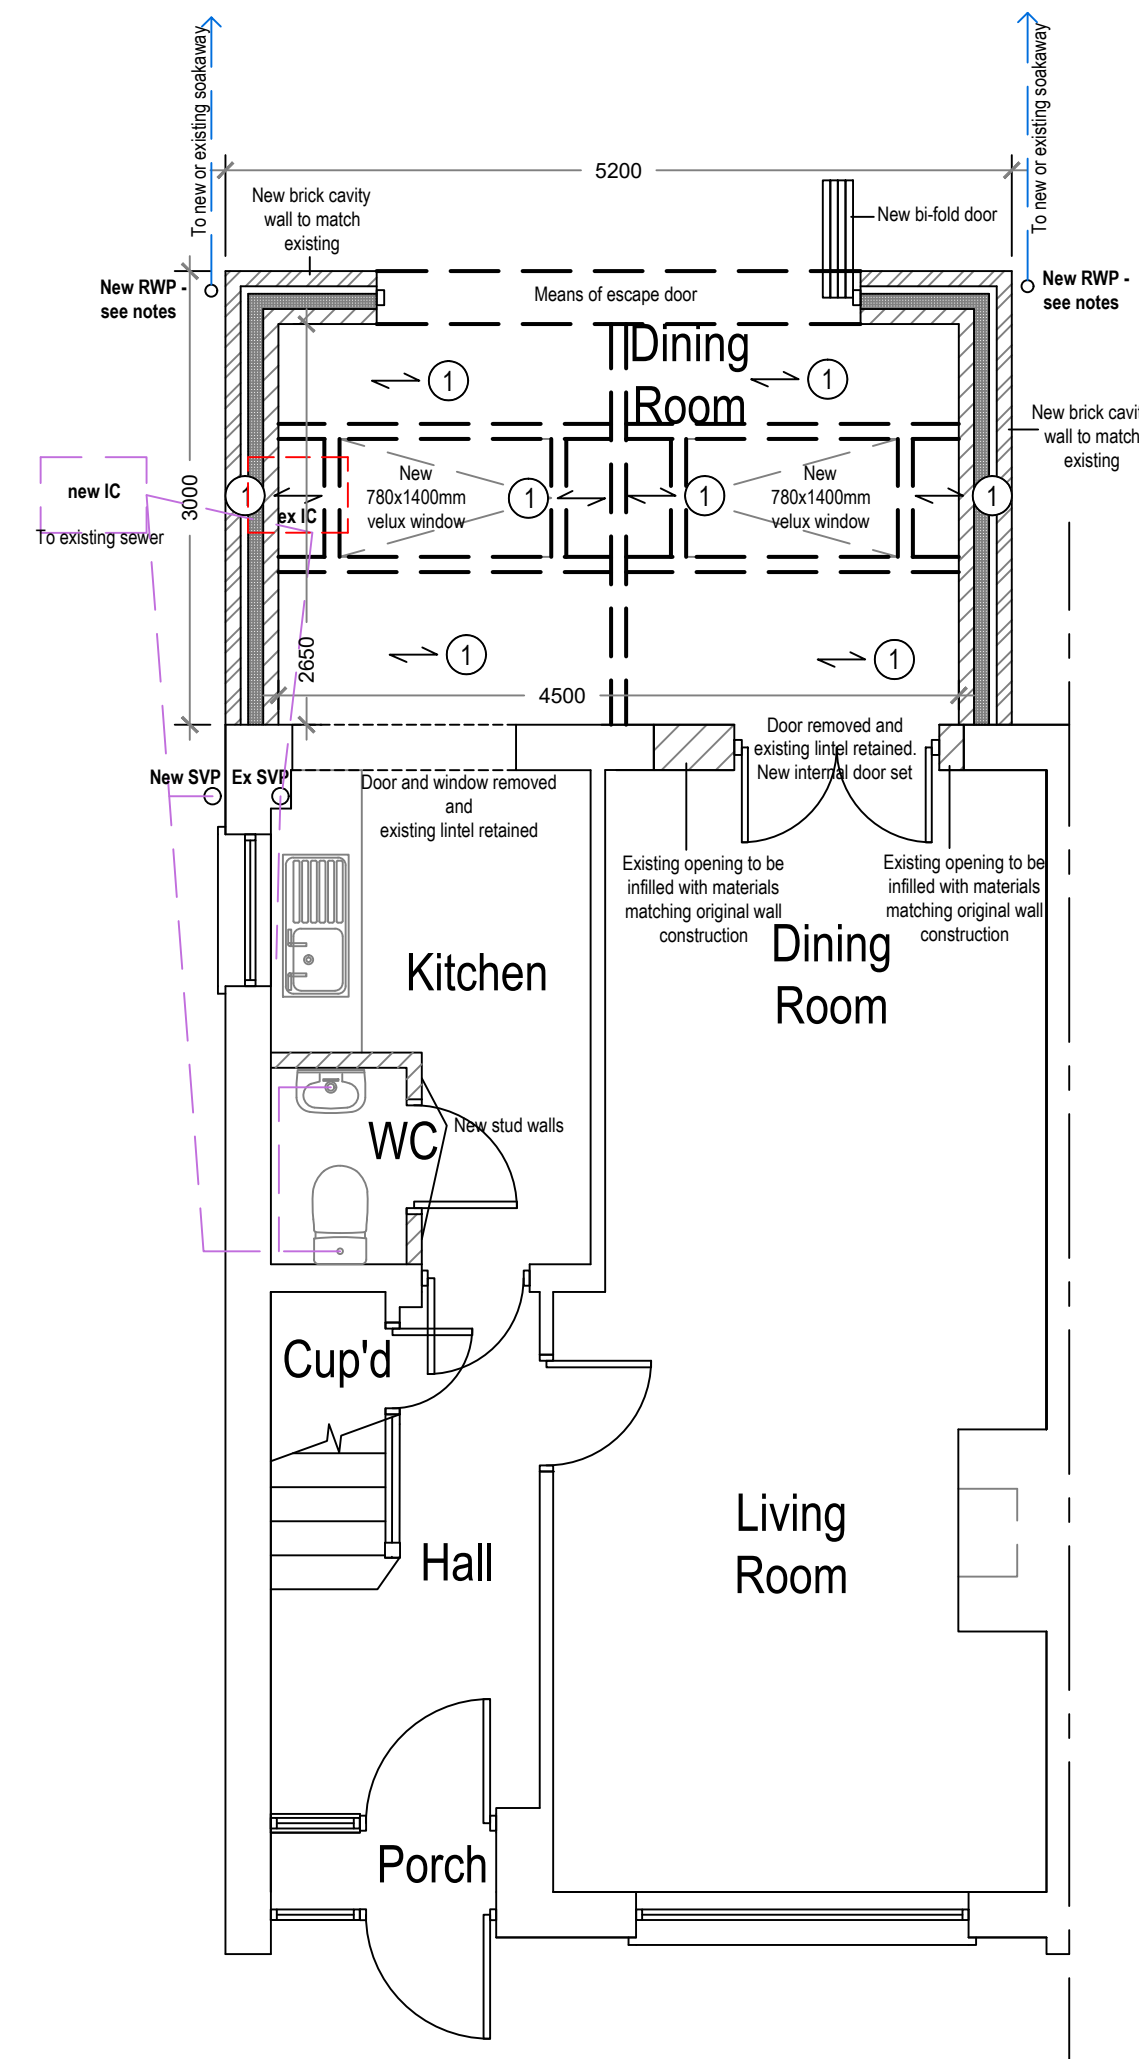 To new or existing soakaway
To new or existing soakaway
5200
New brick cavity
wall to match
existing
New bi-fold door
New RWP -
see notes
Means of escape door
New RWP -
see notes
Dining
Room
1
1
New brick cavit
wall to match
existing
new IC
To existing sewer
3000
1
ex IC
New
780x1400mm
velux window
1
1
New
780x1400mm
velux window
1
2650
1
1
4500
Door removed and
existing lintel retained.
New internal door set
New SVP
Ex SVP
Door and window removed
and
existing lintel retained
Existing opening to be
infilled with materials
matching original wall
construction
Existing opening to be
infilled with materials
matching original wall
construction
Kitchen
Dining
Room
WC
New stud walls
Cup'd
Hall
Living
Room
Porch